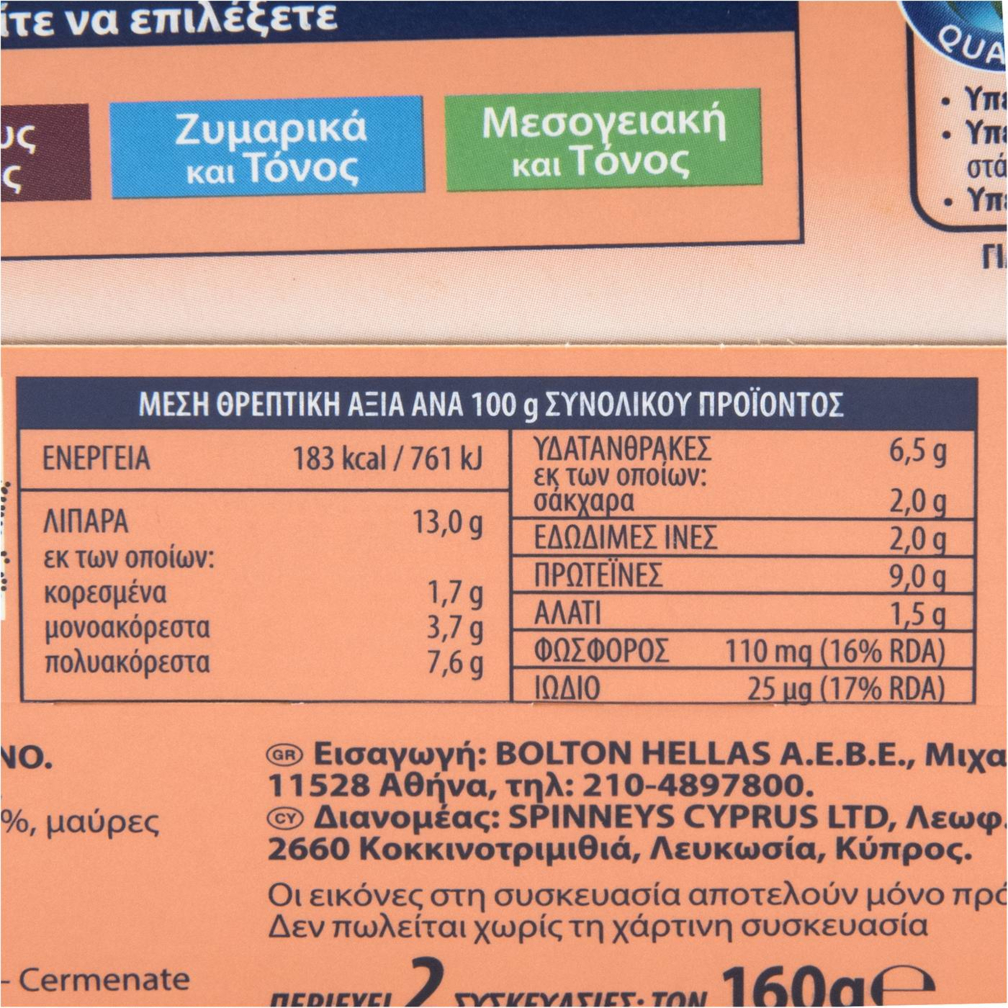 να επιλέξετε
Ζυμαρικά
και Τόνος
Μεσογειακή
και Τόνος
QUA
ΜΕΣΗ ΘΡΕΠΤΙΚΗ ΑΞΙΑ ΑΝΑ 100 g ΣΥΝΟΛΙΚΟΥ ΠΡΟΪΟΝΤΟΣ
ΕΝΕΡΓΕΙΑ 183 kcal / 761 kJ
ΛΙΠΑΡΑ 13,0 g
εκ των οποίων:
κορεσμένα 1,7 g
μονοακόρεστα 3,7 g
πολυακόρεστα 7,6 g
ΥΔΑΤΑΝΘΡΑΚΕΣ 6,5 g
εκ των οποίων:
σάκχαρα 2,0 g
ΕΔΩΔΙΜΕΣ ΙΝΕΣ 2,0 g
ΠΡΩΤΕΪΝΕΣ 9,0 g
ΑΛΑΤΙ 1,5 g
ΦΩΣΦΟΡΟΣ 110 mg (16% RDA)
ΙΩΔΙΟ 25 μg (17% RDA)
NO.
%, μαύρες
- Cermenate
GR Εισαγωγή: BOLTON HELLAS A.E.B.E., Μιχα
11528 Αθήνα, τηλ: 210-4897800.
CY Διανομέας: SPINNEYS CYPRUS LTD, Λεωφ.
2660 Κοκκινοτριμιθιά, Λευκωσία, Κύπρος.
Οι εικόνες στη συσκευασία αποτελούν μόνο πρό
Δεν πωλείται χωρίς τη χάρτινη συσκευασία
ΠΕΡΙΕΧΕΙ 2 ΣΥΣΚΕΥΑΣΙΕΣ: ΤΩΝ 160g℮